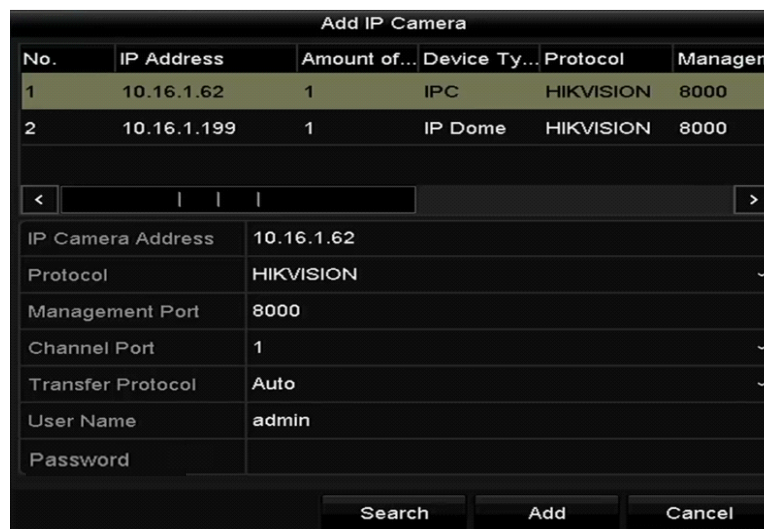 Add IP Camera
No. IP Address Amount of... Device Ty... Protocol Manager
1 10.16.1.62 1 IPC HIKVISION 8000
2 10.16.1.199 1 IP Dome HIKVISION 8000
< >
IP Camera Address 10.16.1.62
Protocol HIKVISION
Management Port 8000
Channel Port 1
Transfer Protocol Auto
User Name admin
Password
Search Add Cancel